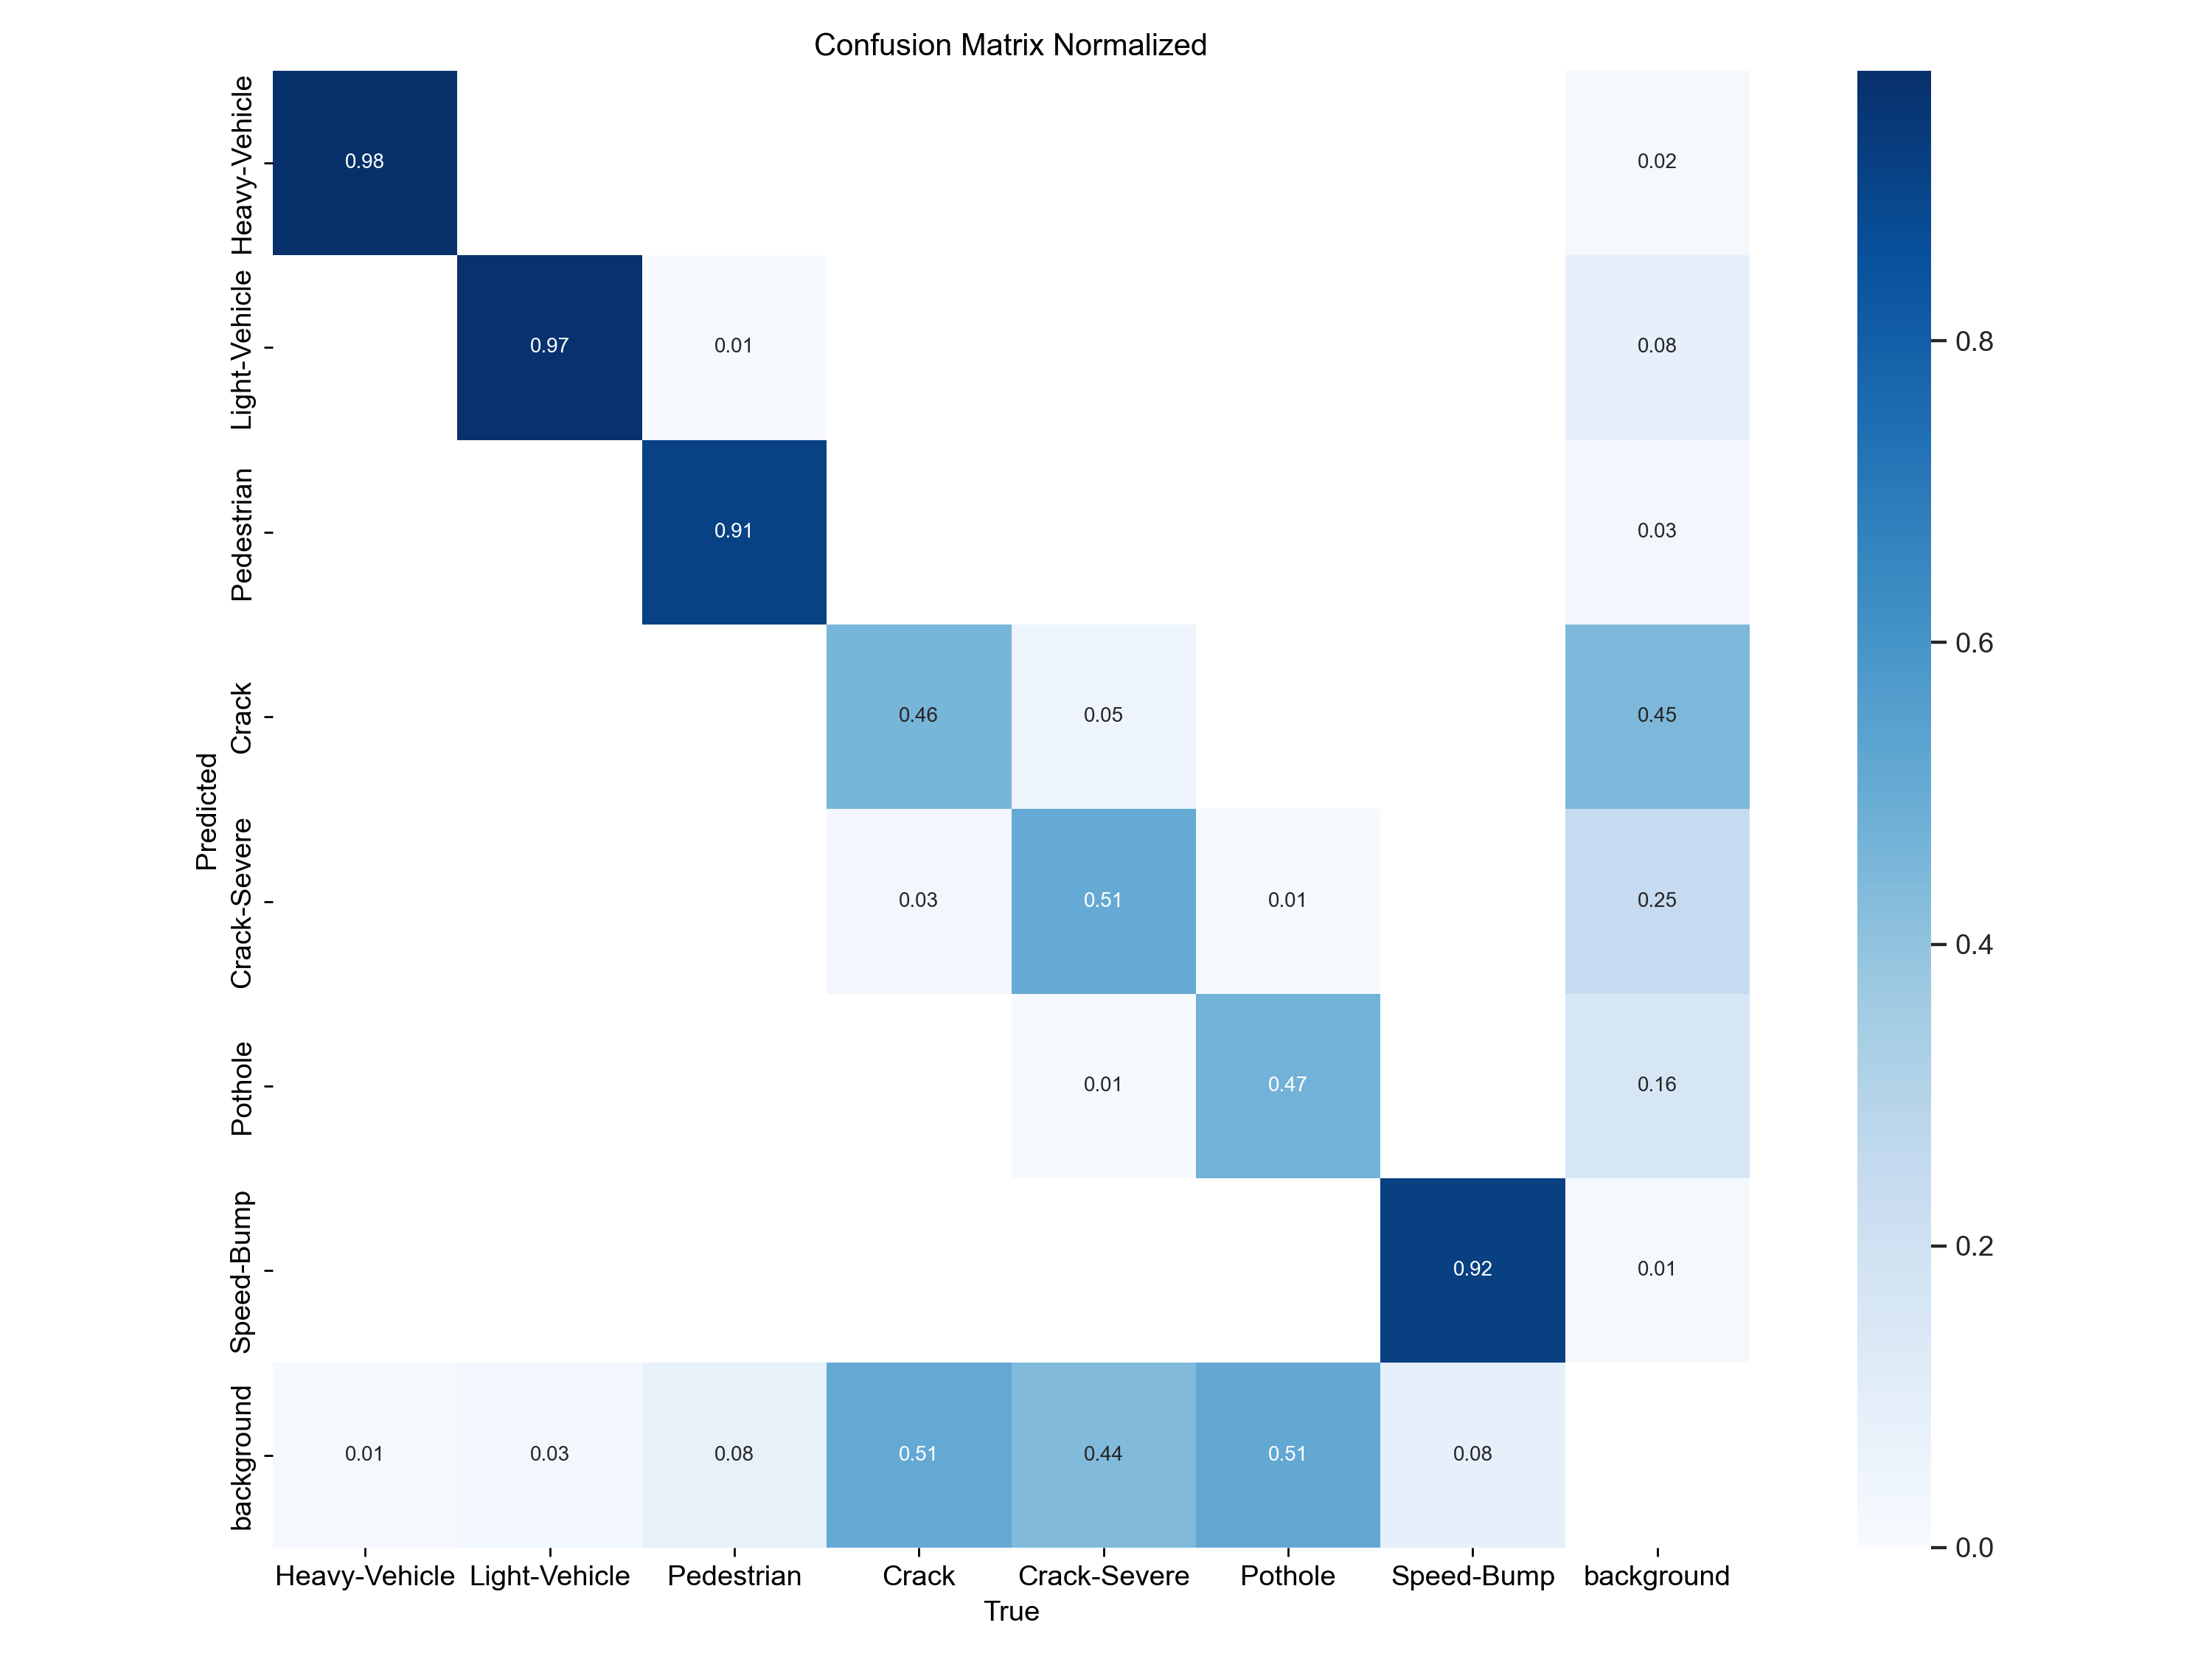 Confusion Matrix Normalized
Heavy-Vehicle
0.98
0.02
Light-Vehicle
0.97
0.01
0.08
0.8
Pedestrian
0.91
0.03
0.6
Predicted
Crack
0.46
0.05
0.45
Crack-Severe
0.03
0.51
0.01
0.25
0.4
Pothole
0.01
0.47
0.16
Speed-Bump
0.92
0.01
0.2
background
0.01
0.03
0.08
0.51
0.44
0.51
0.08
0.0
Heavy-Vehicle Light-Vehicle Pedestrian Crack Crack-Severe Pothole Speed-Bump background
True